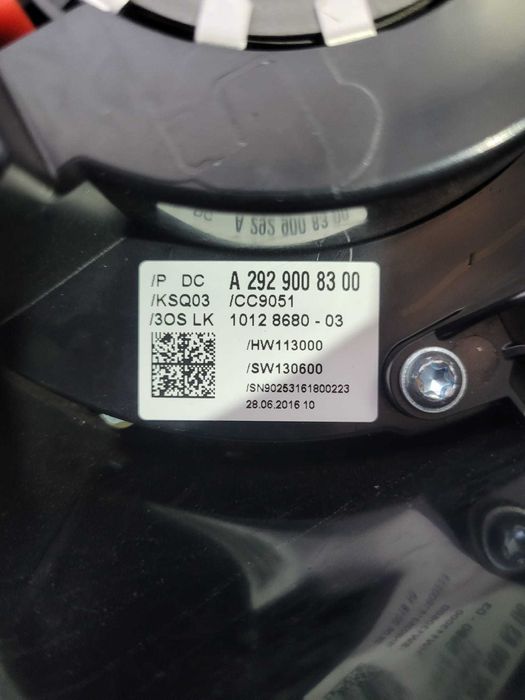 /P DC A 292 900 83 00
/KSQ03 /CC9051
/3OS LK 1012 8680 - 03
/HW113000
/SW130600
/SN90253161800223
28.06.2016 10